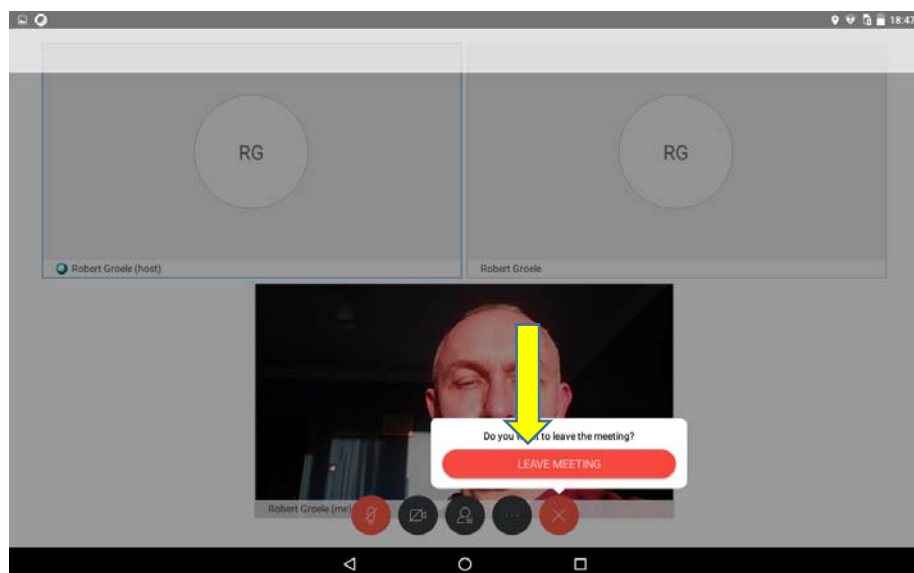 18:47
RG
RG
Robert Groele (host)
Robert Groele
Do you to leave the meeting?
LEAVE MEETING
Robert Groele (me)